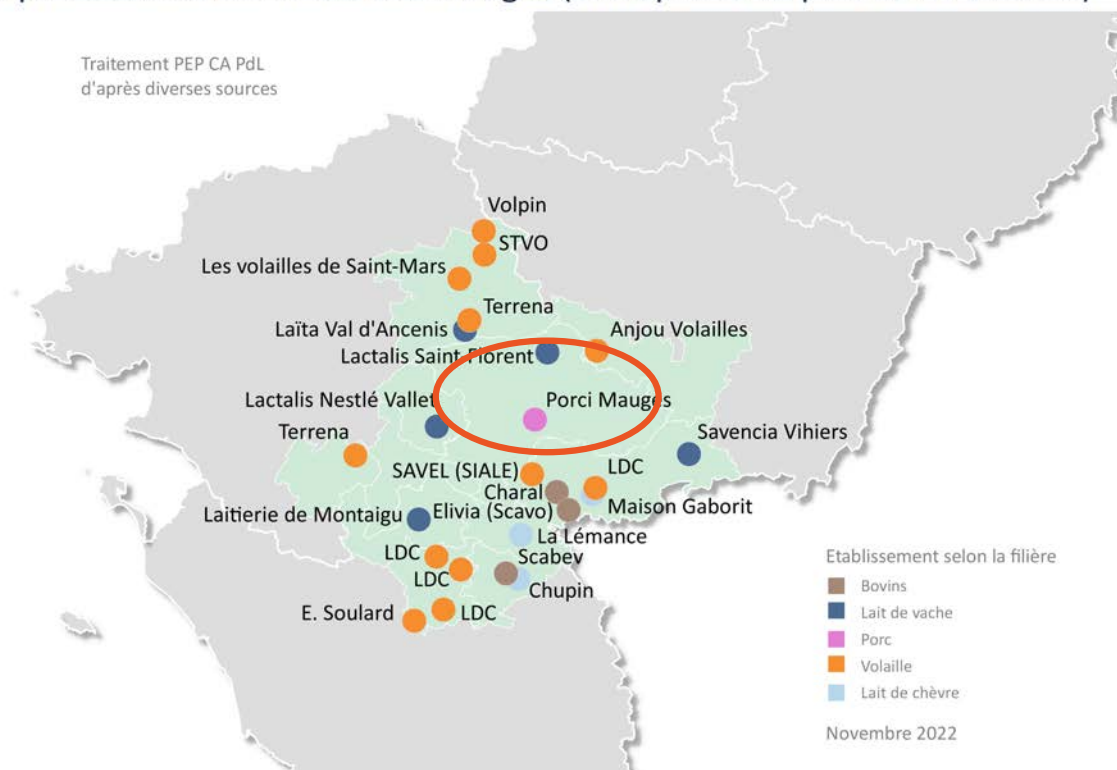 Traitement PEP CA PdL
d'après diverses sources
Volpin
STVO
Les volailles de Saint-Mars
Terrena
Laïta Val d'Ancenis
Anjou Volailles
Lactalis Saint Florent
Lactalis Nestlé Vallet
Porci Mauges
Terrena
Savencia Vihiers
SAVEL (SIALE)
LDC
Charal
Maison Gaborit
Laitierie de Montaigu
Elivia (Scavo)
La Lémance
LDC
Scabev
LDC
Chupin
E. Soulard
LDC
Etablissement selon la filière
Bovins
Lait de vache
Porc
Volaille
Lait de chèvre
Novembre 2022